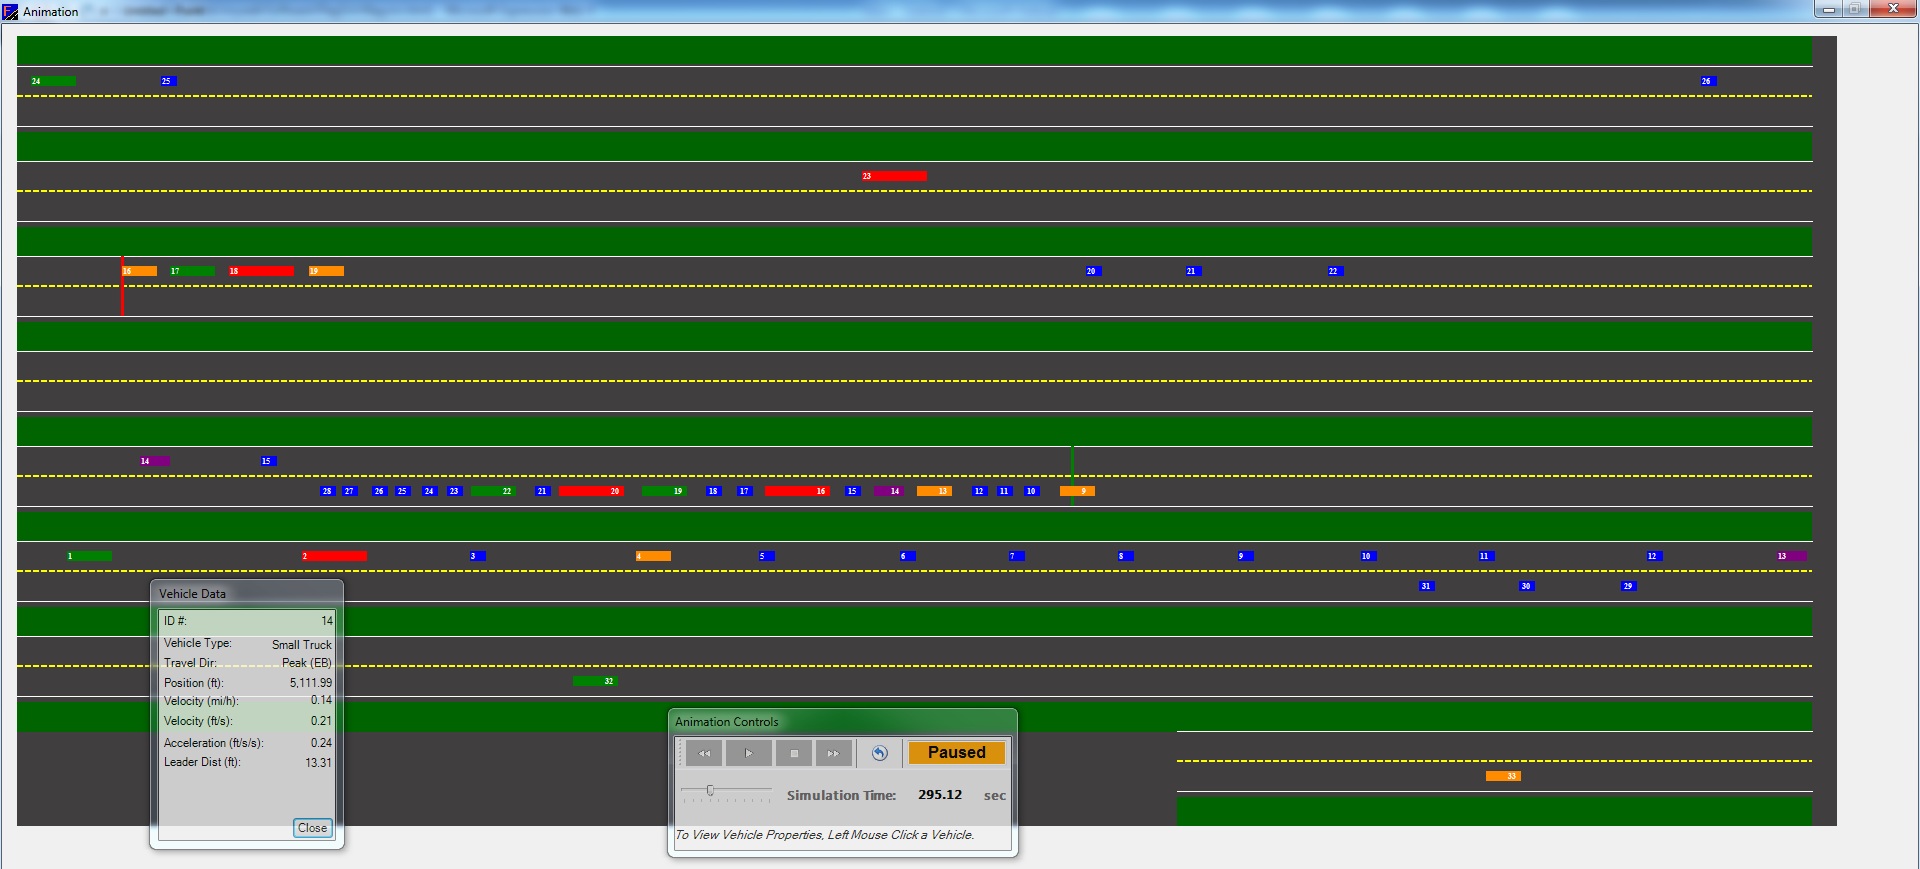 Animation
24 25 26
23
16 17 18 19 20 21 22
14 15
28 27 26 25 24 23 22 21 20 19 18 17 16 15 14 13 12 11 10 9
1 2 3 4 5 6 7 8 9 10 11 12 13
31 30 29
Vehicle Data
ID #: 14
Vehicle Type: Small Truck
Travel Dir: Peak (EB)
Position (ft): 5,111.99
Velocity (mi/h): 0.14
Velocity (ft/s): 0.21
Acceleration (ft/s/s): 0.24
Leader Dist (ft): 13.31
Close
32
Animation Controls
Paused
Simulation Time: 295.12 sec
To View Vehicle Properties, Left Mouse Click a Vehicle.
33